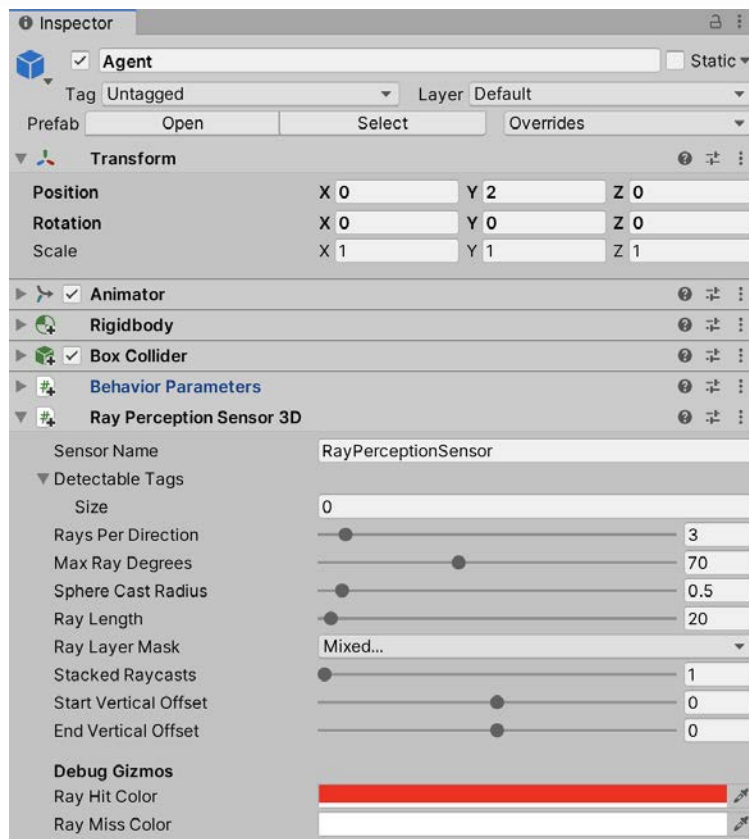 Inspector
Agent
Static
Tag Untagged Layer Default
Prefab Open Select Overrides
Transform
Position X 0 Y 2 Z 0
Rotation X 0 Y 0 Z 0
Scale X 1 Y 1 Z 1
Animator
Rigidbody
Box Collider
Behavior Parameters
Ray Perception Sensor 3D
Sensor Name RayPerceptionSensor
Detectable Tags
Size 0
Rays Per Direction 3
Max Ray Degrees 70
Sphere Cast Radius 0.5
Ray Length 20
Ray Layer Mask Mixed...
Stacked Raycasts 1
Start Vertical Offset 0
End Vertical Offset 0
Debug Gizmos
Ray Hit Color
Ray Miss Color